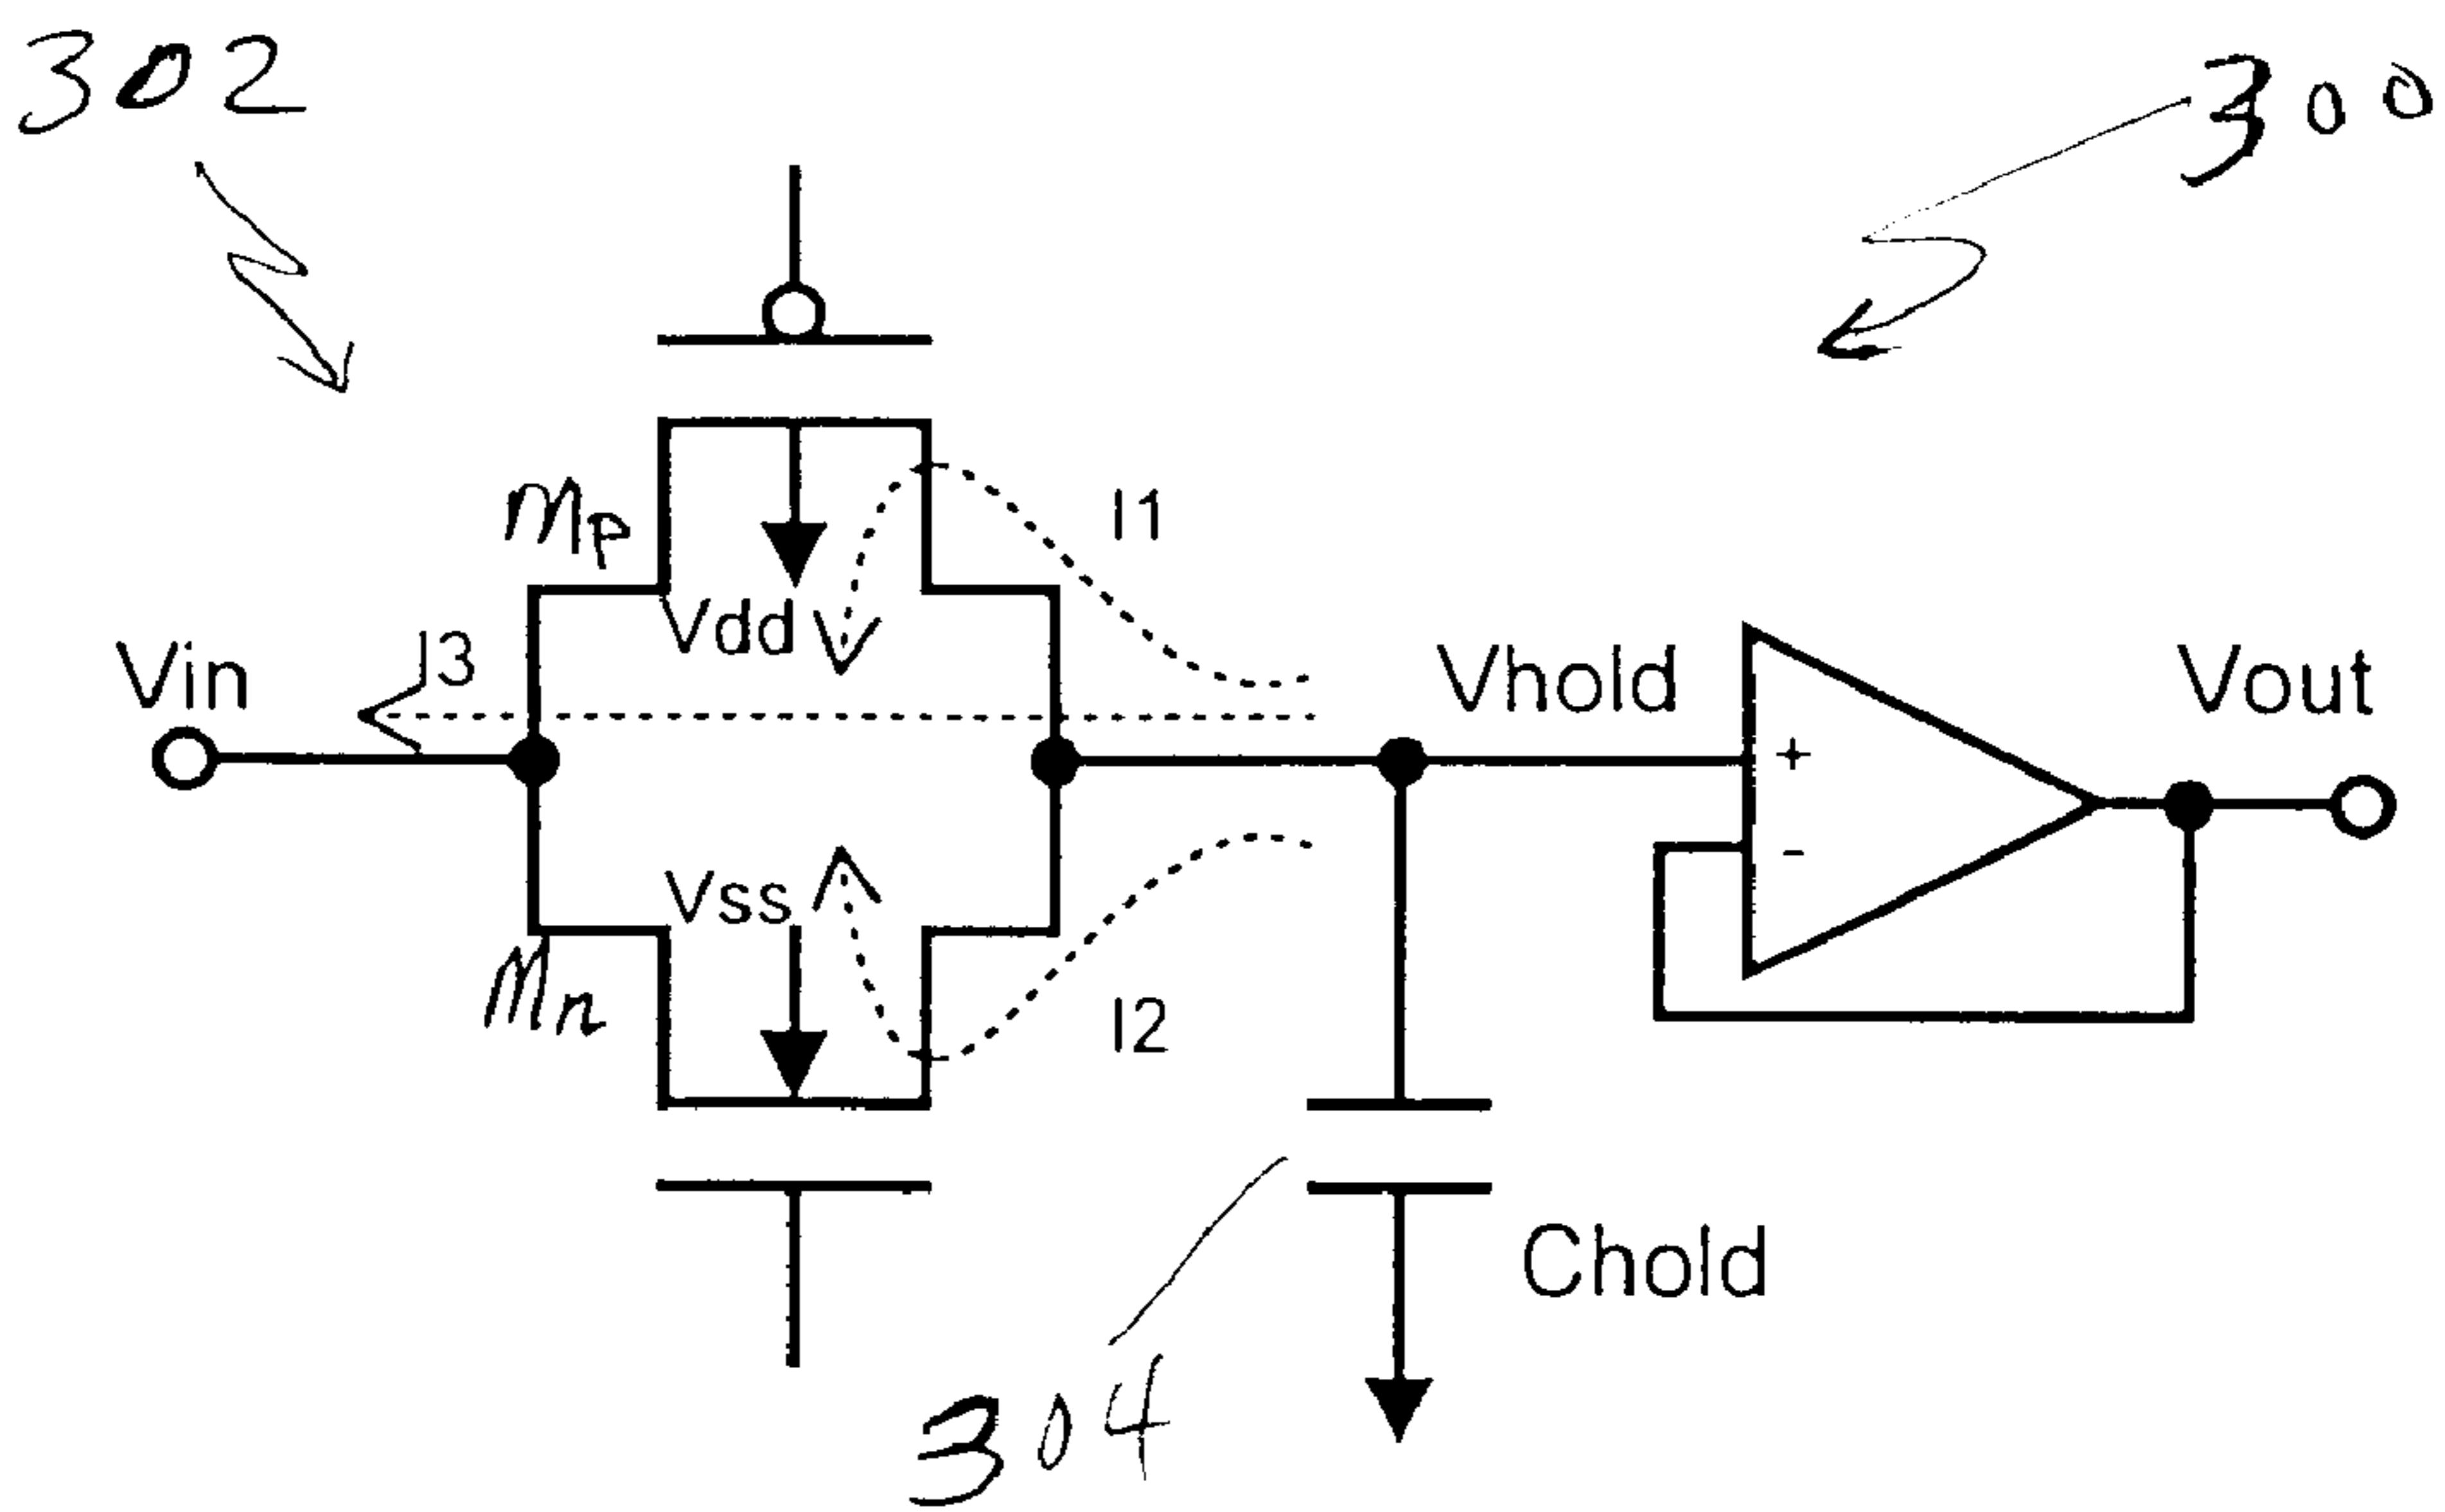 302
300
Mp
I1
Vdd
I3
Vin
Vhold
Vout
+
-
Vss
Mn
I2
Chold
304